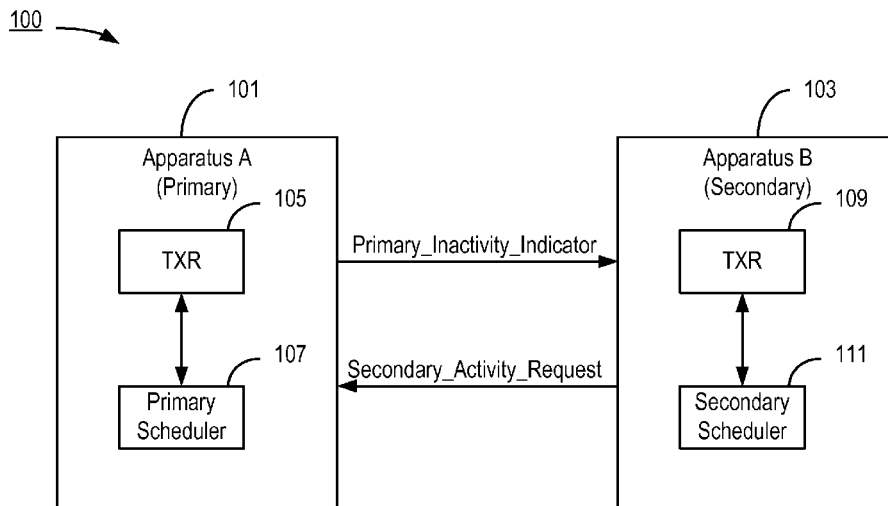 100
101
103
Apparatus A
(Primary)
Apparatus B
(Secondary)
105
109
TXR
Primary_Inactivity_Indicator
TXR
107
111
Secondary_Activity_Request
Primary
Scheduler
Secondary
Scheduler